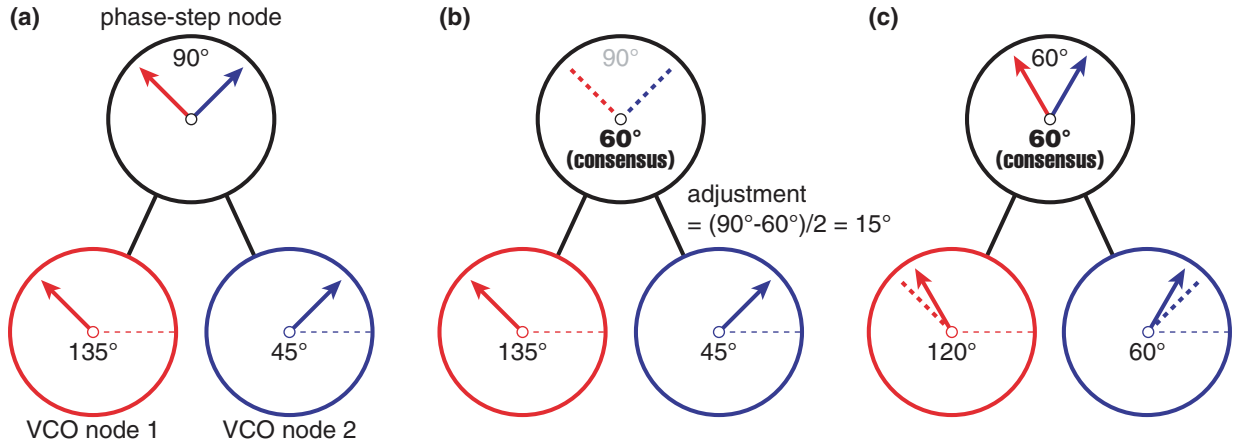 (a)
phase-step node
90°
135°
45°
VCO node 1
VCO node 2
(b)
90°
60°
(consensus)
adjustment
= (90°-60°)/2 = 15°
135°
45°
(c)
60°
60°
(consensus)
120°
60°